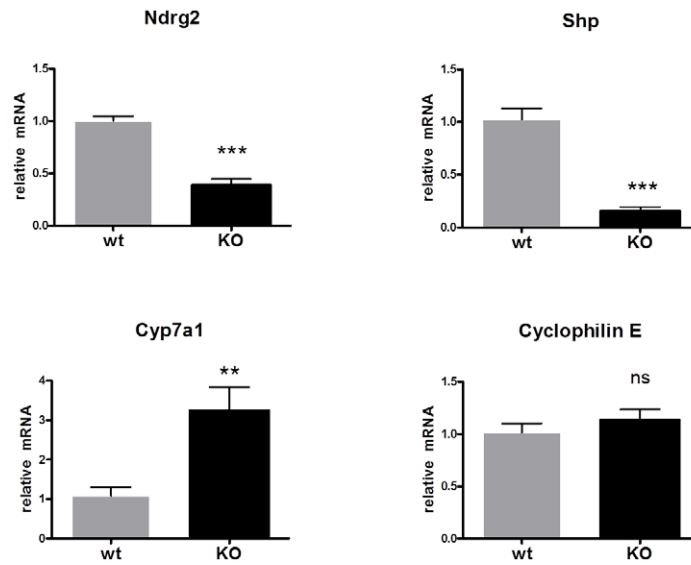 Ndrg2
1.5
1.0
0.5
0.0
relative mRNA
***
wt KO
Shp
1.5
1.0
0.5
0.0
relative mRNA
***
wt KO
Cyp7a1
4
3
2
1
0
relative mRNA
**
wt KO
Cyclophilin E
1.5
1.0
0.5
0.0
relative mRNA
ns
wt KO